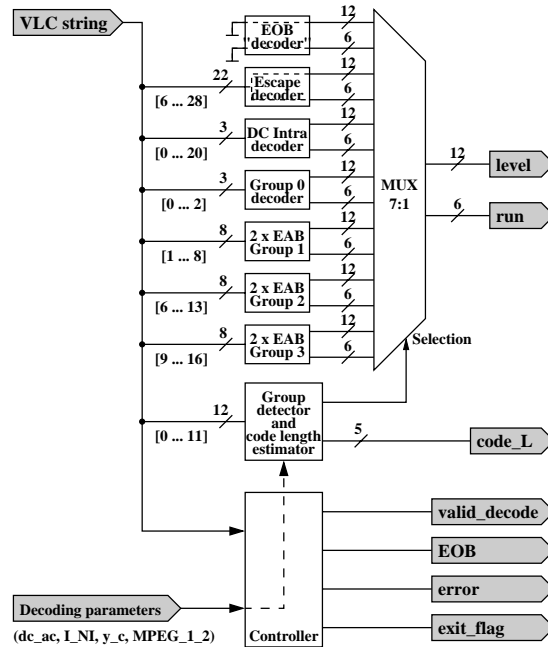 VLC string
EOB
"decoder"
12
6
22
[6 ... 28]
Escape
decoder
12
6
3
[0 ... 20]
DC Intra
decoder
12
6
3
[0 ... 2]
Group 0
decoder
12
6
8
[1 ... 8]
2 x EAB
Group 1
12
6
8
[6 ... 13]
2 x EAB
Group 2
12
6
8
[9 ... 16]
2 x EAB
Group 3
12
6
MUX
7:1
12
level
6
run
Selection
12
[0 ... 11]
Group
detector
and
code length
estimator
5
code_L
valid_decode
EOB
error
exit_flag
Decoding parameters
(dc_ac, I_NI, y_c, MPEG_1_2)
Controller